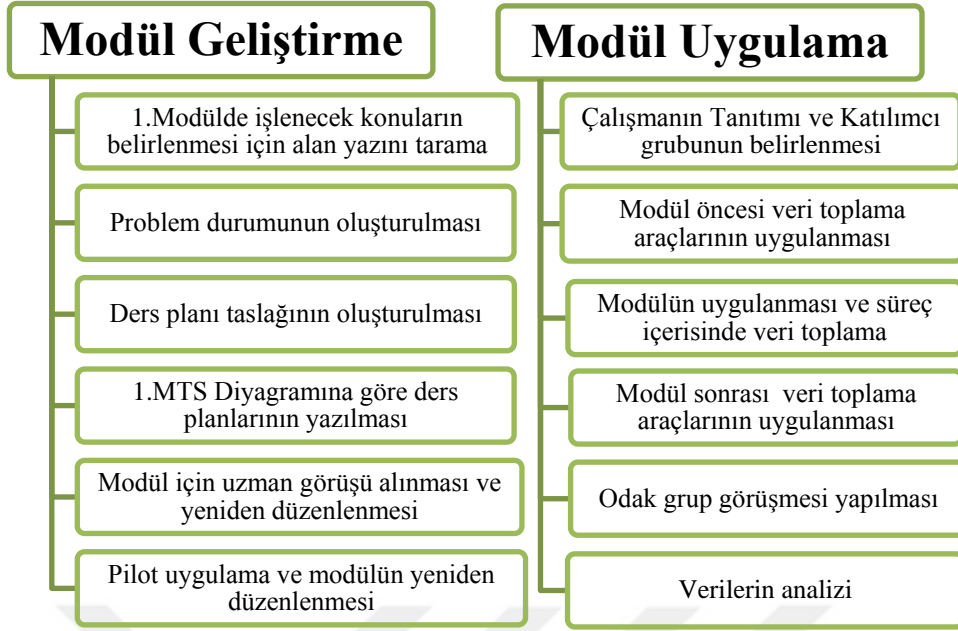 Modül Geliştirme
1.Modülde işlenecek konuların
belirlenmesi için alan yazını tarama
Problem durumunun oluşturulması
Ders planı taslağının oluşturulması
1.MTS Diyagramına göre ders
planlarının yazılması
Modül için uzman görüşü alınması ve
yeniden düzenlenmesi
Pilot uygulama ve modülün yeniden
düzenlenmesi
Modül Uygulama
Çalışmanın Tanıtımı ve Katılımcı
grubunun belirlenmesi
Modül öncesi veri toplama
araçlarının uygulanması
Modülün uygulanması ve süreç
içerisinde veri toplama
Modül sonrası veri toplama
araçlarının uygulanması
Odak grup görüşmesi yapılması
Verilerin analizi